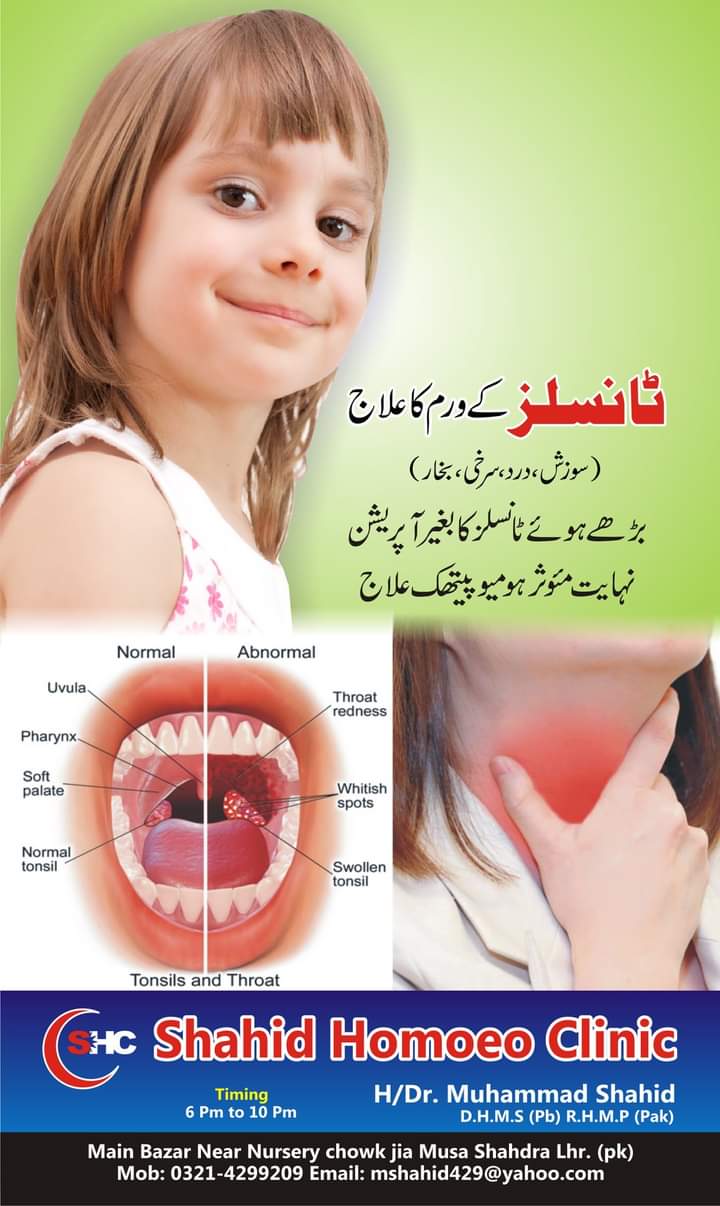 ٹانسلز کے ورم کا علاج
(سوزش، درد، سرخی، بخار)
بڑھے ہوئے ٹانسلز کا بغیر آپریشن
نہایت مئوثر ہومیوپیتھک علاج
Normal
Abnormal
Uvula
Pharynx
Soft
palate
Normal
tonsil
Throat
redness
Whitish
spots
Swollen
tonsil
Tonsils and Throat
SHC
Shahid Homoeo Clinic
Timing
6 Pm to 10 Pm
H/Dr. Muhammad Shahid
D.H.M.S (Pb) R.H.M.P (Pak)
Main Bazar Near Nursery chowk jia Musa Shahdra Lhr. (pk)
Mob: 0321-4299209 Email: mshahid429@yahoo.com